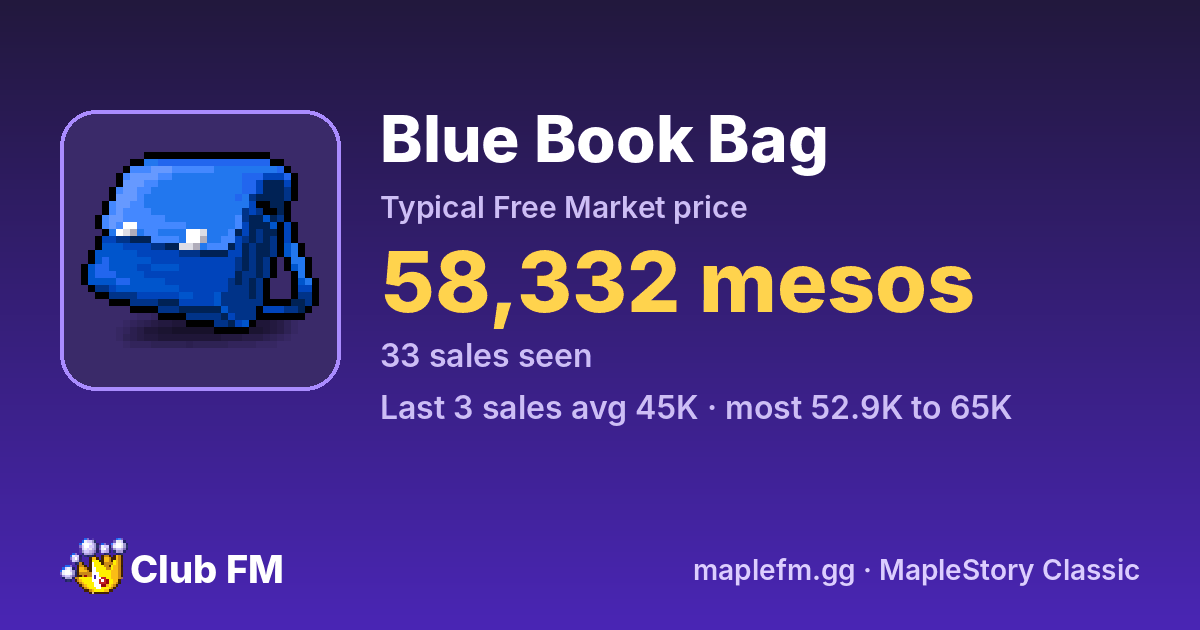 Blue Book Bag
Typical Free Market price
58,332 mesos
33 sales seen
Last 3 sales avg 45K · most 52.9K to 65K
Club FM
maplefm.gg · MapleStory Classic